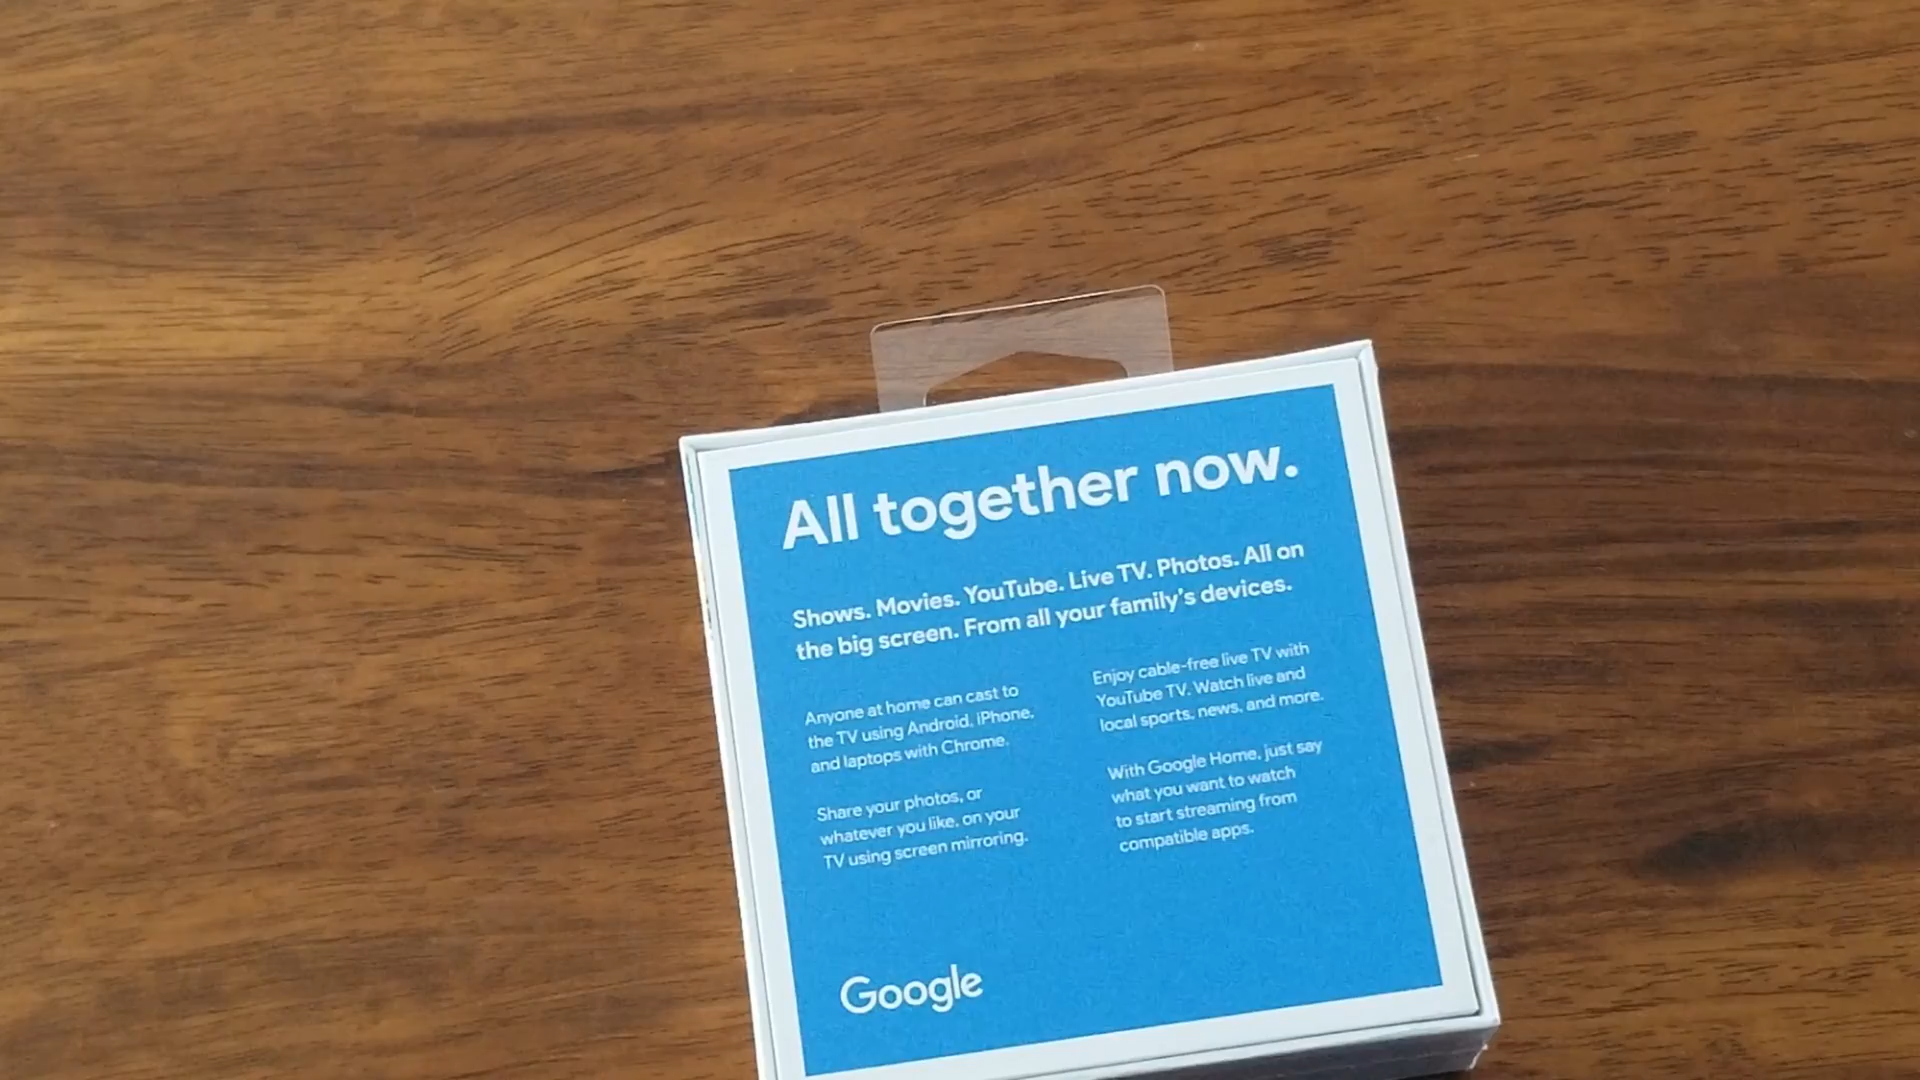 All together now.
Shows. Movies. YouTube. Live TV. Photos. All on
the big screen. From all your family's devices.
Anyone at home can cast to
the TV using Android, iPhone,
and laptops with Chrome.
Share your photos, or
whatever you like, on your
TV using screen mirroring.
Enjoy cable-free live TV with
YouTube TV. Watch live and
local sports, news, and more.
With Google Home, just say
what you want to watch
to start streaming from
compatible apps.
Google